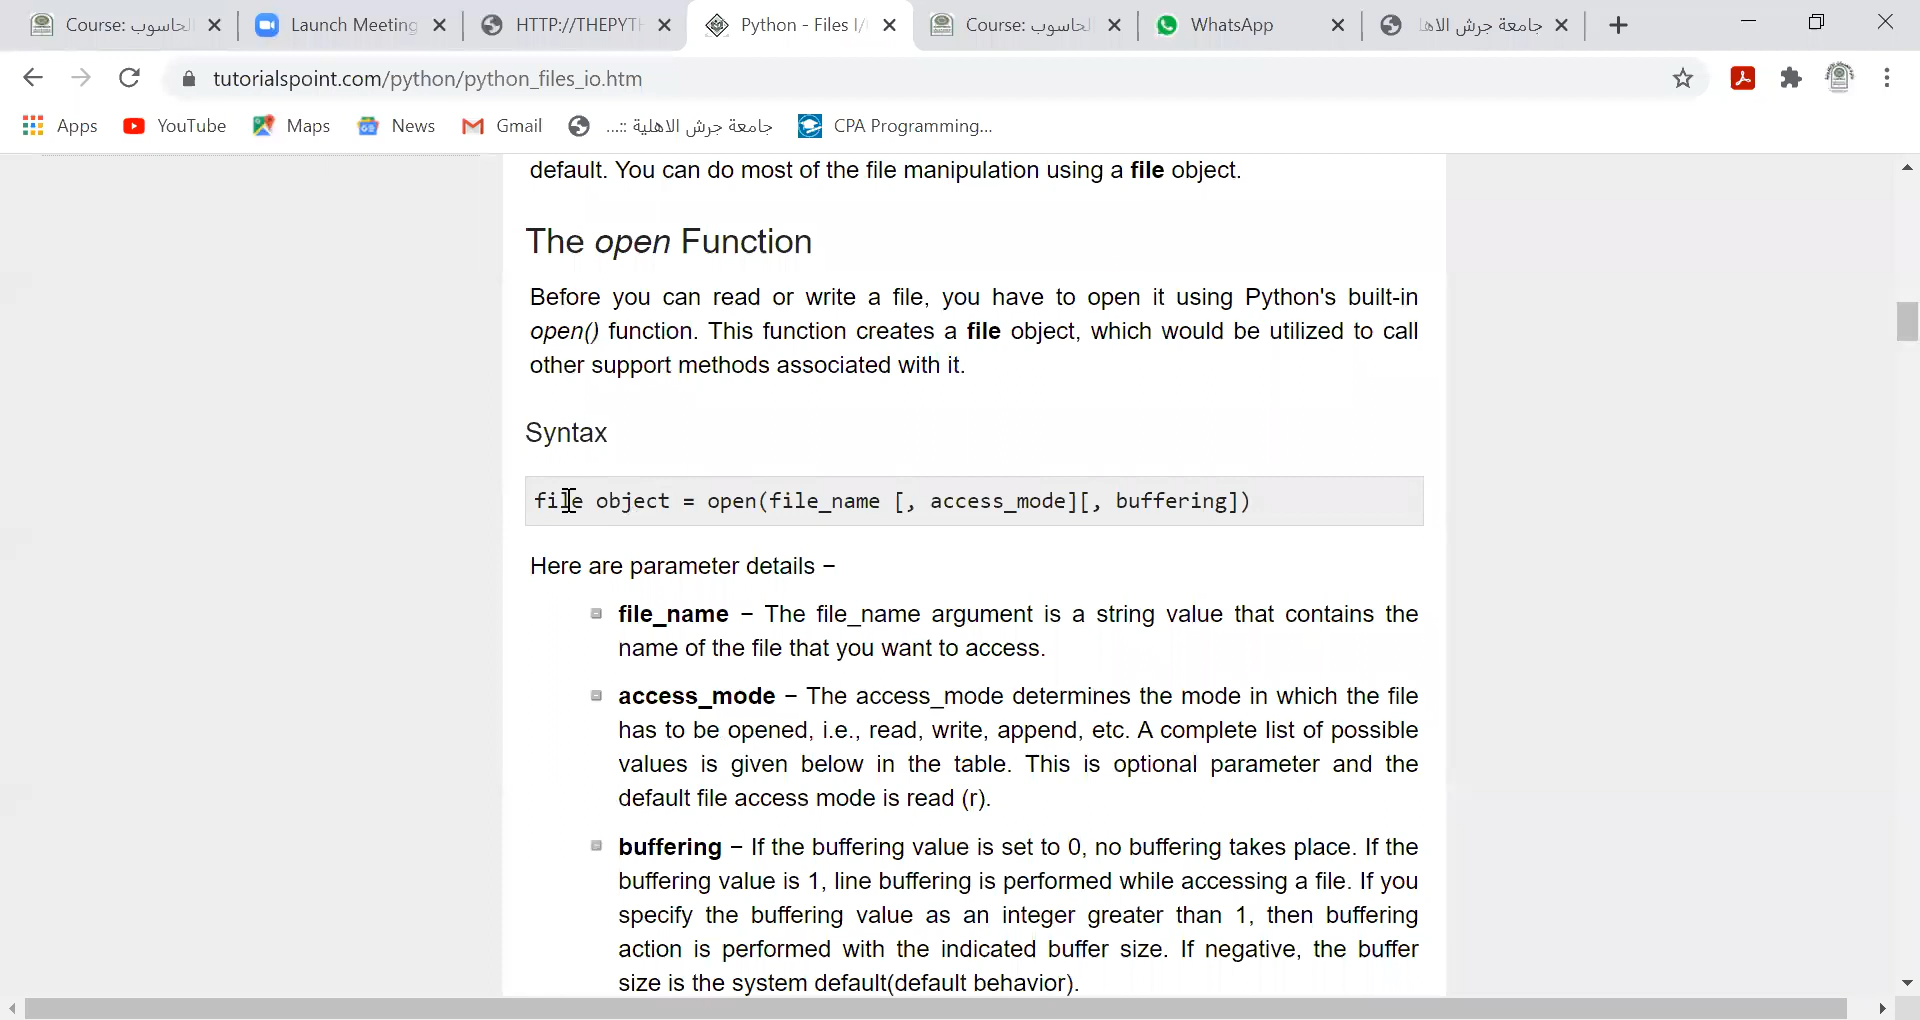 Course: الحاسوب
Launch Meeting
HTTP://THEPYTH
Python - Files I/
Course: الحاسوب
WhatsApp
جامعة جرش الاها
tutorialspoint.com/python/python_files_io.htm
Apps
YouTube
Maps
News
Gmail
جامعة جرش الاهلية ::...
CPA Programming...
default. You can do most of the file manipulation using a file object.
The open Function
Before you can read or write a file, you have to open it using Python's built-in
open() function. This function creates a file object, which would be utilized to call
other support methods associated with it.
Syntax
file object = open(file_name [, access_mode][, buffering])
Here are parameter details −
file_name − The file_name argument is a string value that contains the
name of the file that you want to access.
access_mode − The access_mode determines the mode in which the file
has to be opened, i.e., read, write, append, etc. A complete list of possible
values is given below in the table. This is optional parameter and the
default file access mode is read (r).
buffering − If the buffering value is set to 0, no buffering takes place. If the
buffering value is 1, line buffering is performed while accessing a file. If you
specify the buffering value as an integer greater than 1, then buffering
action is performed with the indicated buffer size. If negative, the buffer
size is the system default(default behavior).